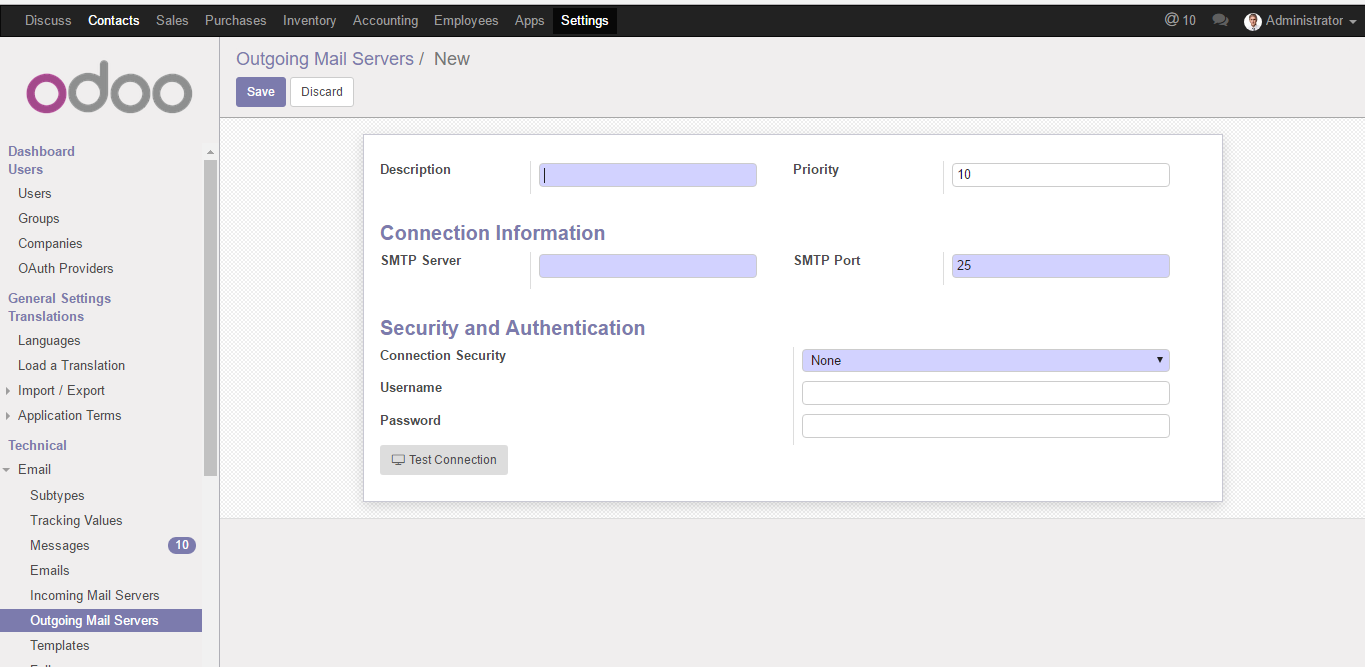 Discuss Contacts Sales Purchases Inventory Accounting Employees Apps Settings @ 10 Administrator
odoo
Dashboard
Users
Users
Groups
Companies
OAuth Providers
General Settings
Translations
Languages
Load a Translation
Import / Export
Application Terms
Technical
Email
Subtypes
Tracking Values
Messages 10
Emails
Incoming Mail Servers
Outgoing Mail Servers
Templates
Outgoing Mail Servers / New
Save Discard
Description Priority 10
Connection Information
SMTP Server SMTP Port 25
Security and Authentication
Connection Security None
Username
Password
Test Connection